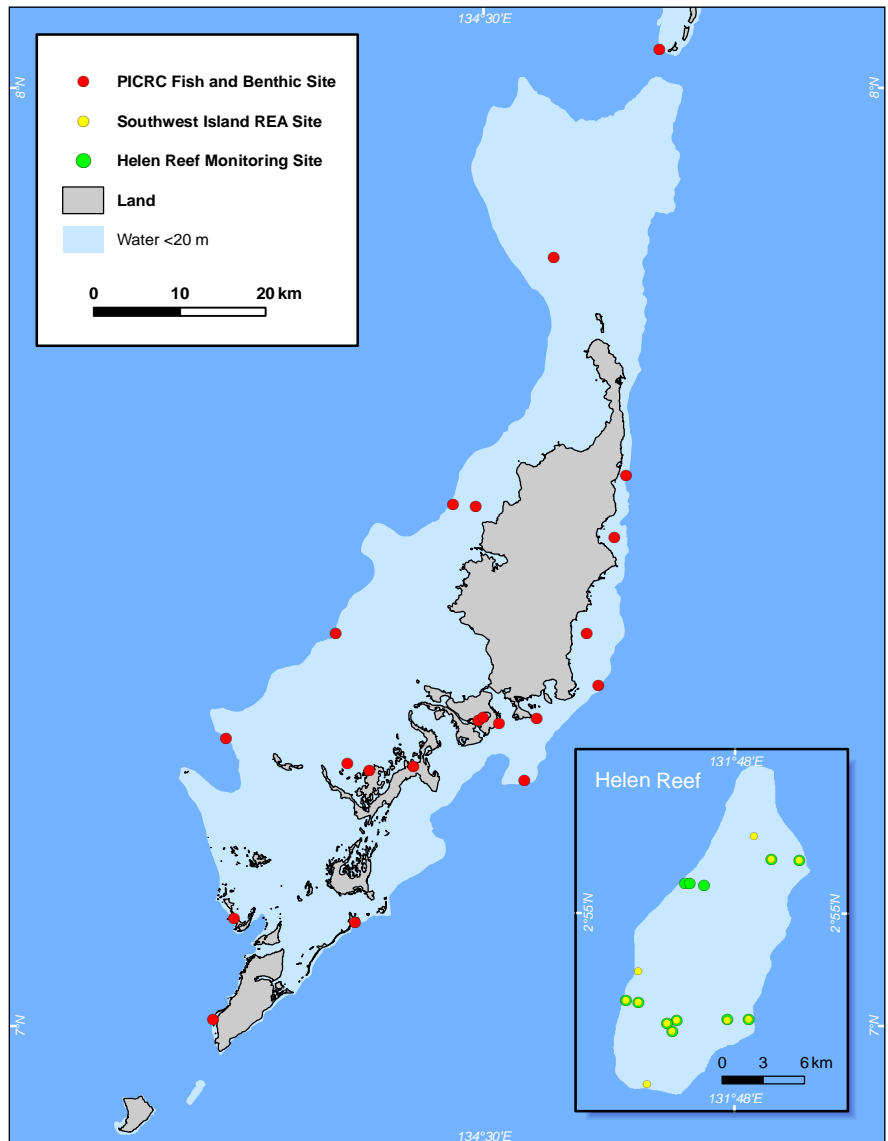 134°30'E
8°N
8°N
PICRC Fish and Benthic Site
Southwest Island REA Site
Helen Reef Monitoring Site
Land
Water <20 m
0 10 20 km
131°48'E
Helen Reef
2°55'N
2°55'N
7°N
7°N
0 3 6 km
131°48'E
134°30'E